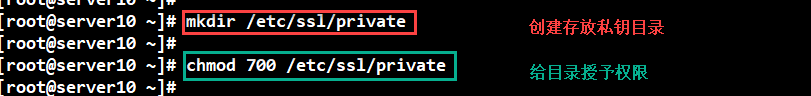 [root@server10 ~]#
[root@server10 ~]# mkdir /etc/ssl/private 创建存放私钥目录
[root@server10 ~]#
[root@server10 ~]# chmod 700 /etc/ssl/private 给目录授予权限
[root@server10 ~]#